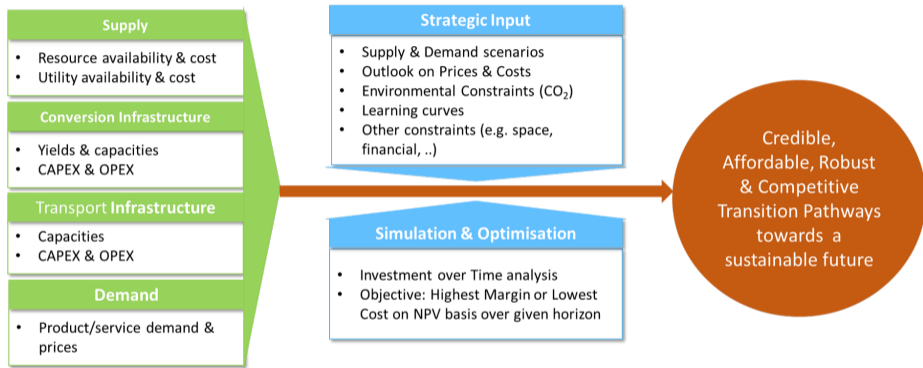 Supply
• Resource availability & cost
• Utility availability & cost
Conversion Infrastructure
• Yields & capacities
• CAPEX & OPEX
Transport Infrastructure
• Capacities
• CAPEX & OPEX
Demand
• Product/service demand &
prices
Strategic Input
• Supply & Demand scenarios
• Outlook on Prices & Costs
• Environmental Constraints (CO₂)
• Learning curves
• Other constraints (e.g. space,
financial, ..)
Simulation & Optimisation
• Investment over Time analysis
• Objective: Highest Margin or Lowest
Cost on NPV basis over given horizon
Credible,
Affordable, Robust
& Competitive
Transition Pathways
towards a
sustainable future